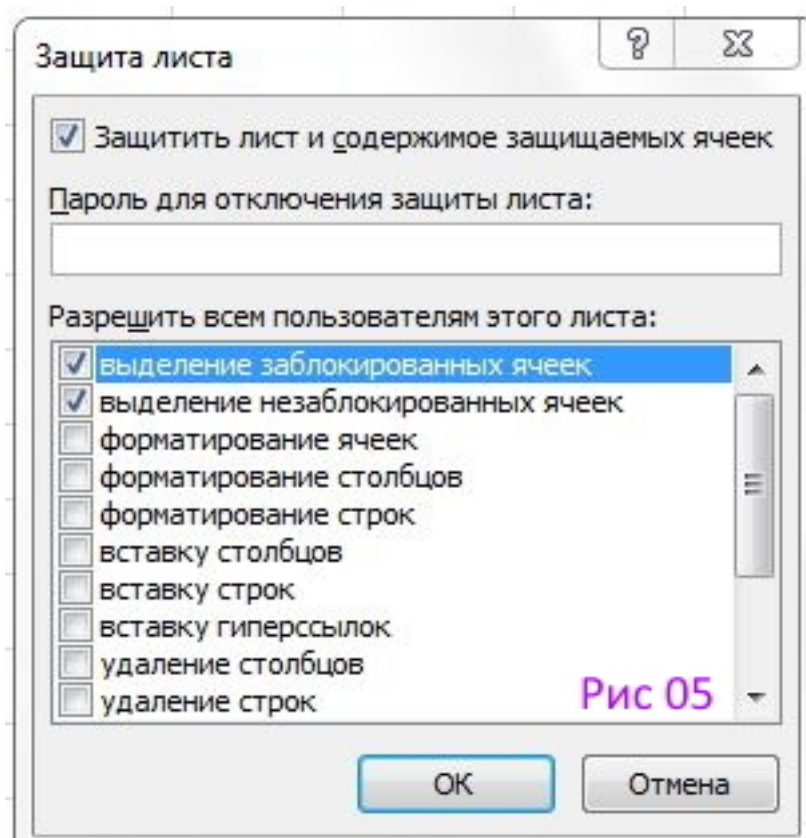 Защита листа
Защитить лист и содержимое защищаемых ячеек
Пароль для отключения защиты листа:
Разрешить всем пользователям этого листа:
выделение заблокированных ячеек
выделение незаблокированных ячеек
форматирование ячеек
форматирование столбцов
форматирование строк
вставку столбцов
вставку строк
вставку гиперссылок
удаление столбцов
удаление строк
Рис 05
ОК
Отмена